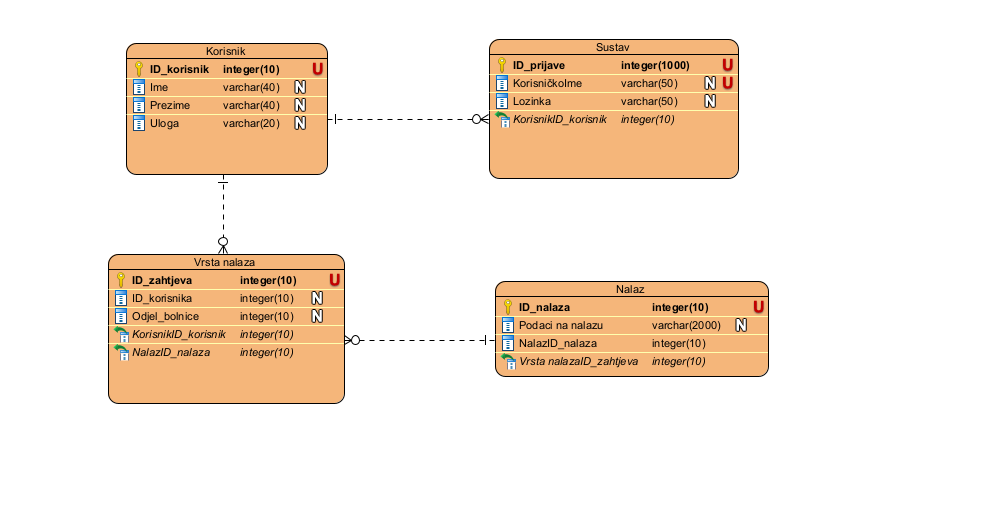 Korisnik
ID_korisnik integer(10) U
Ime varchar(40) N
Prezime varchar(40) N
Uloga varchar(20) N
Sustav
ID_prijave integer(1000) U
KorisničkoIme varchar(50) N U
Lozinka varchar(50) N
KorisnikID_korisnik integer(10)
Vrsta nalaza
ID_zahtjeva integer(10) U
ID_korisnika integer(10) N
Odjel_bolnice integer(10) N
KorisnikID_korisnik integer(10)
NalazID_nalaza integer(10)
Nalaz
ID_nalaza integer(10) U
Podaci na nalazu varchar(2000) N
NalazID_nalaza integer(10)
Vrsta nalazaID_zahtjeva integer(10)